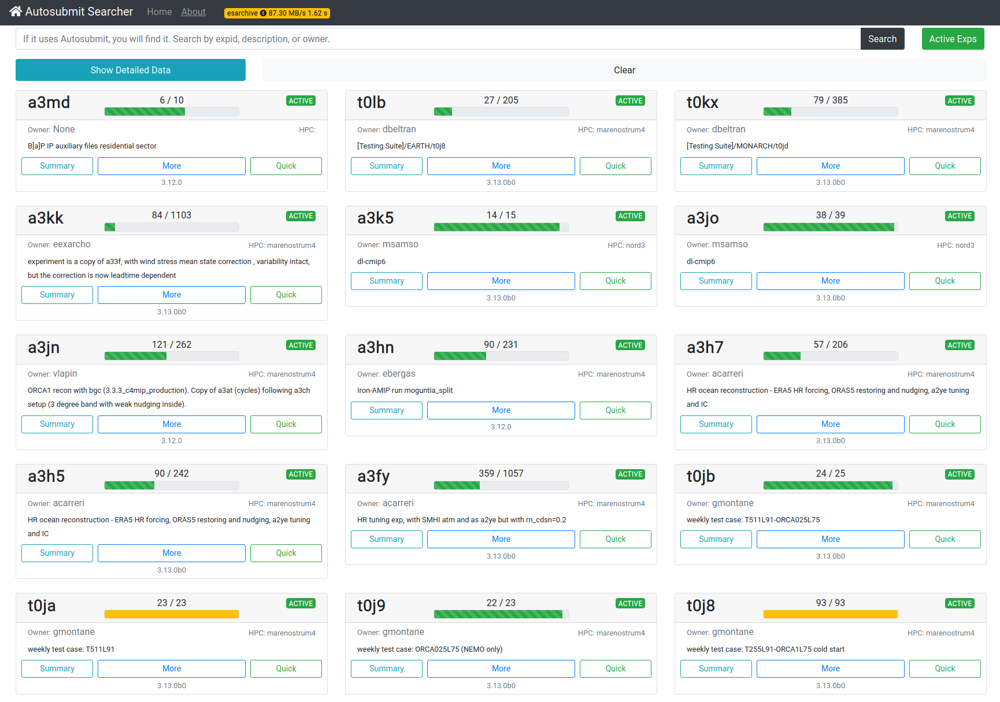 Autosubmit Searcher Home About esarchive 87.30 MB/s 1.62 s
If it uses Autosubmit, you will find it. Search by expid, description, or owner. Search Active Exps
Show Detailed Data Clear
a3md 6 / 10 ACTIVE
Owner: None HPC:
B[a]P IP auxiliary files residential sector
Summary More Quick
3.12.0
t0lb 27 / 205 ACTIVE
Owner: dbeltran HPC: marenostrum4
[Testing Suite]/EARTH/t0j8
Summary More Quick
3.13.0b0
t0kx 79 / 385 ACTIVE
Owner: dbeltran HPC: marenostrum4
[Testing Suite]/MONARCH/t0jd
Summary More Quick
3.13.0b0
a3kk 84 / 1103 ACTIVE
Owner: eexarcho HPC: marenostrum4
experiment is a copy of a33f, with wind stress mean state correction , variability intact,
but the correction is now leadtime dependent
Summary More Quick
3.13.0b0
a3k5 14 / 15 ACTIVE
Owner: msamso HPC: nord3
dl-cmip6
Summary More Quick
3.13.0b0
a3jo 38 / 39 ACTIVE
Owner: msamso HPC: nord3
dl-cmip6
Summary More Quick
3.13.0b0
a3jn 121 / 262 ACTIVE
Owner: vlapin HPC: marenostrum4
ORCA1 recon with bgc (3.3.3_c4mip_production). Copy of a3at (cycles) following a3ch
setup (3 degree band with weak nudging inside).
Summary More Quick
3.12.0
a3hn 90 / 231 ACTIVE
Owner: ebergas HPC: marenostrum4
Iron-AMIP run moguntia_split
Summary More Quick
3.12.0
a3h7 57 / 206 ACTIVE
Owner: acarreri HPC: marenostrum4
HR ocean reconstruction - ERA5 HR forcing, ORAS5 restoring and nudging, a2ye tuning
and IC
Summary More Quick
3.13.0b0
a3h5 90 / 242 ACTIVE
Owner: acarreri HPC: marenostrum4
HR ocean reconstruction - ERA5 HR forcing, ORAS5 restoring and nudging, a2ye tuning
and IC
Summary More Quick
3.13.0b0
a3fy 359 / 1057 ACTIVE
Owner: acarreri HPC: marenostrum4
HR tuning exp, with SMHI atm and as a2ye but with rn_cdsn=0.2
Summary More Quick
3.13.0b0
t0jb 24 / 25 ACTIVE
Owner: gmontane HPC: marenostrum4
weekly test case: T511L91-ORCA025L75
Summary More Quick
3.13.0b0
t0ja 23 / 23 ACTIVE
Owner: gmontane HPC: marenostrum4
weekly test case: T511L91
Summary More Quick
3.13.0b0
t0j9 22 / 23 ACTIVE
Owner: gmontane HPC: marenostrum4
weekly test case: ORCA025L75 (NEMO only)
Summary More Quick
3.13.0b0
t0j8 93 / 93 ACTIVE
Owner: gmontane HPC: marenostrum4
weekly test case: T255L91-ORCA1L75 cold start
Summary More Quick
3.13.0b0